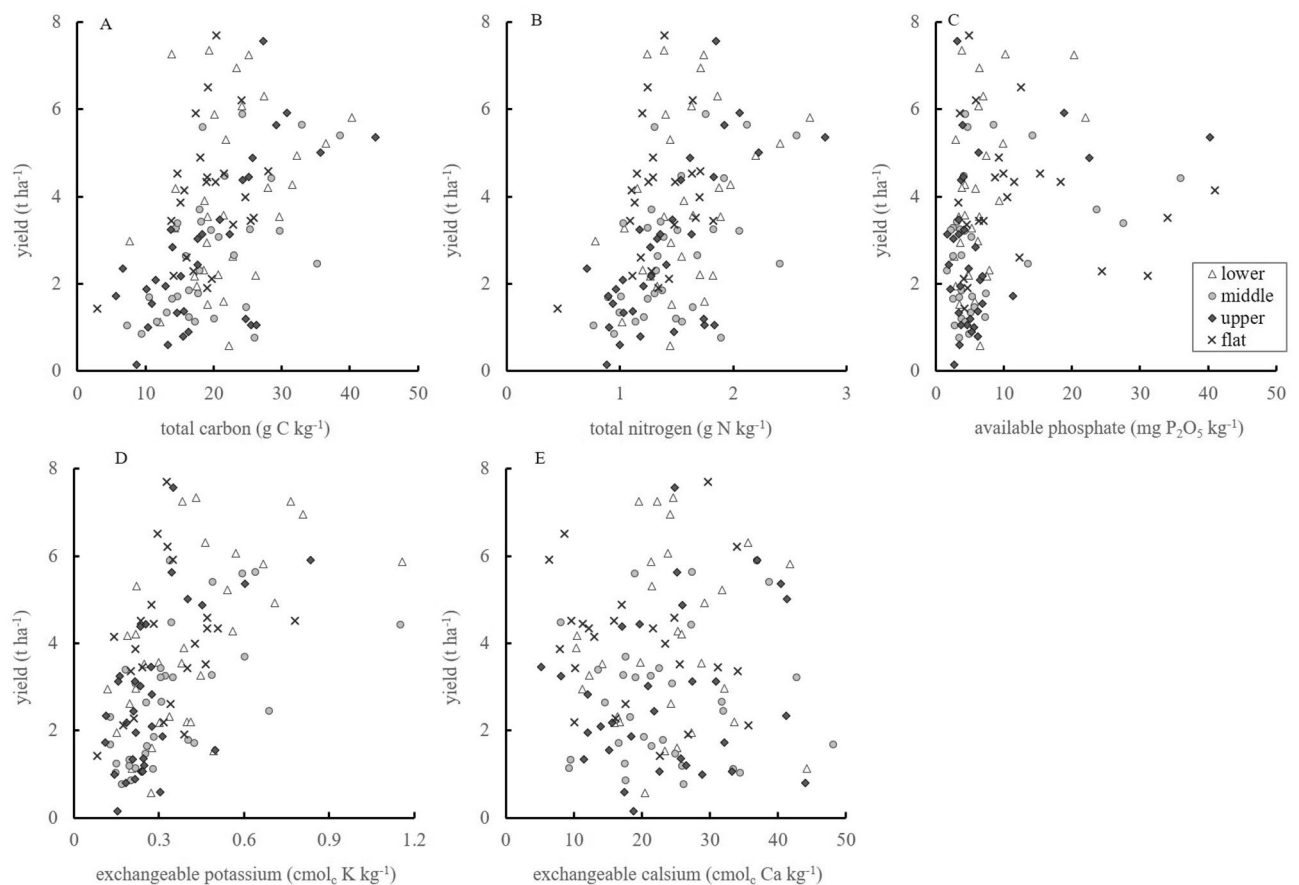 A
B
C
8
6
4
2
0
yield (t ha⁻¹)
0 10 20 30 40 50
total carbon (g C kg⁻¹)
8
6
4
2
0
yield (t ha⁻¹)
0 1 2 3
total nitrogen (g N kg⁻¹)
8
6
4
2
0
yield (t ha⁻¹)
0 10 20 30 40 50
available phosphate (mg P₂O₅ kg⁻¹)
lower
middle
upper
flat
D
E
8
6
4
2
0
yield (t ha⁻¹)
0 0.3 0.6 0.9 1.2
exchangeable potassium (cmol꜀ K kg⁻¹)
8
6
4
2
0
yield (t ha⁻¹)
0 10 20 30 40 50
exchangeable calsium (cmol꜀ Ca kg⁻¹)